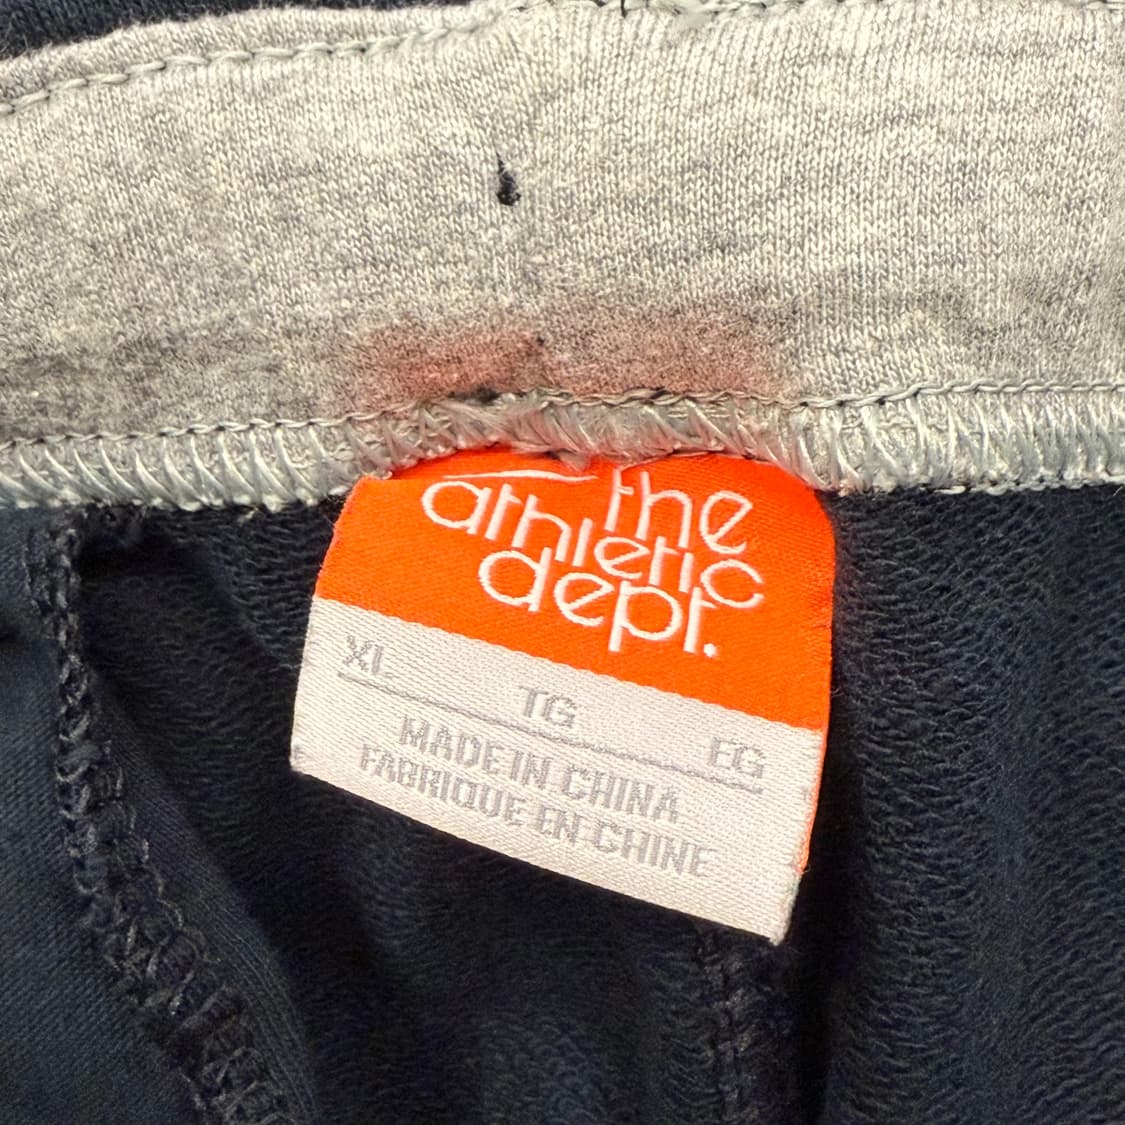 the
athletic
dept.
XL TG EG
MADE IN CHINA
FABRIQUE EN CHINE